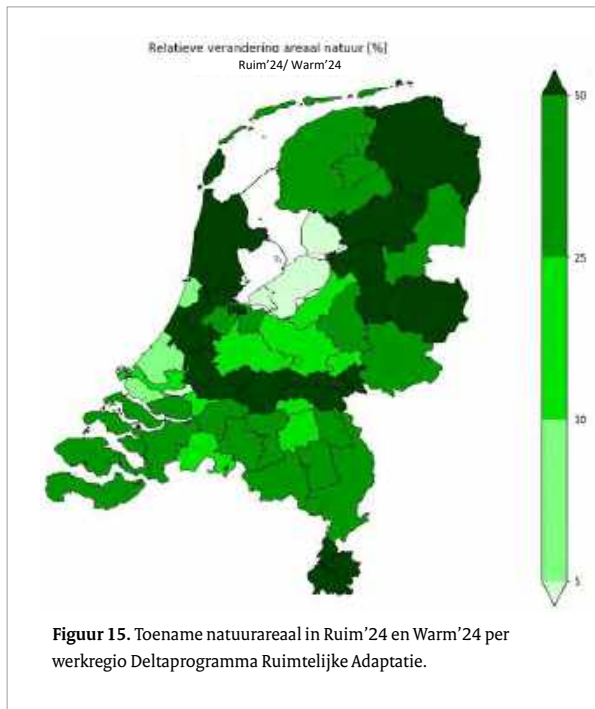 Relatieve verandering areaal natuur [%]
Ruim’24/ Warm’24
50
25
10
5
Figuur 15. Toename natuurareaal in Ruim’24 en Warm’24 per
werkregio Deltaprogramma Ruimtelijke Adaptatie.